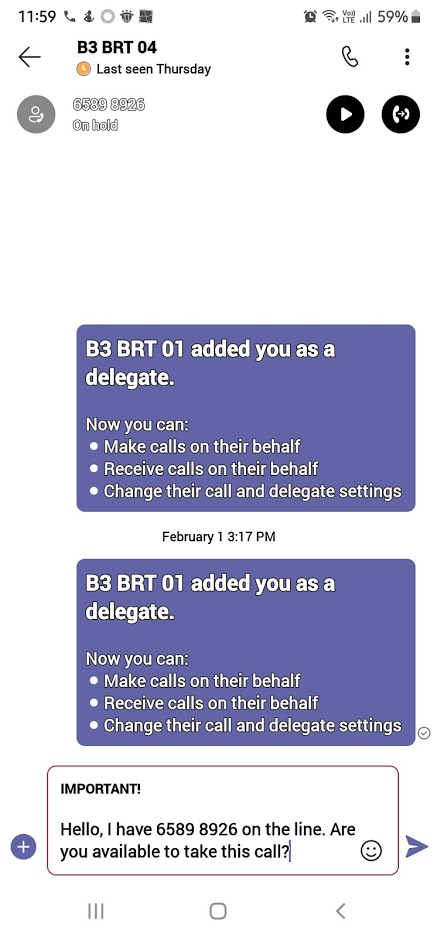 11:59
Vo) LTE 59%
B3 BRT 04
Last seen Thursday
6589 8926
On hold
B3 BRT 01 added you as a
delegate.
Now you can:
• Make calls on their behalf
• Receive calls on their behalf
• Change their call and delegate settings
February 1 3:17 PM
B3 BRT 01 added you as a
delegate.
Now you can:
• Make calls on their behalf
• Receive calls on their behalf
• Change their call and delegate settings
IMPORTANT!
Hello, I have 6589 8926 on the line. Are
you available to take this call?